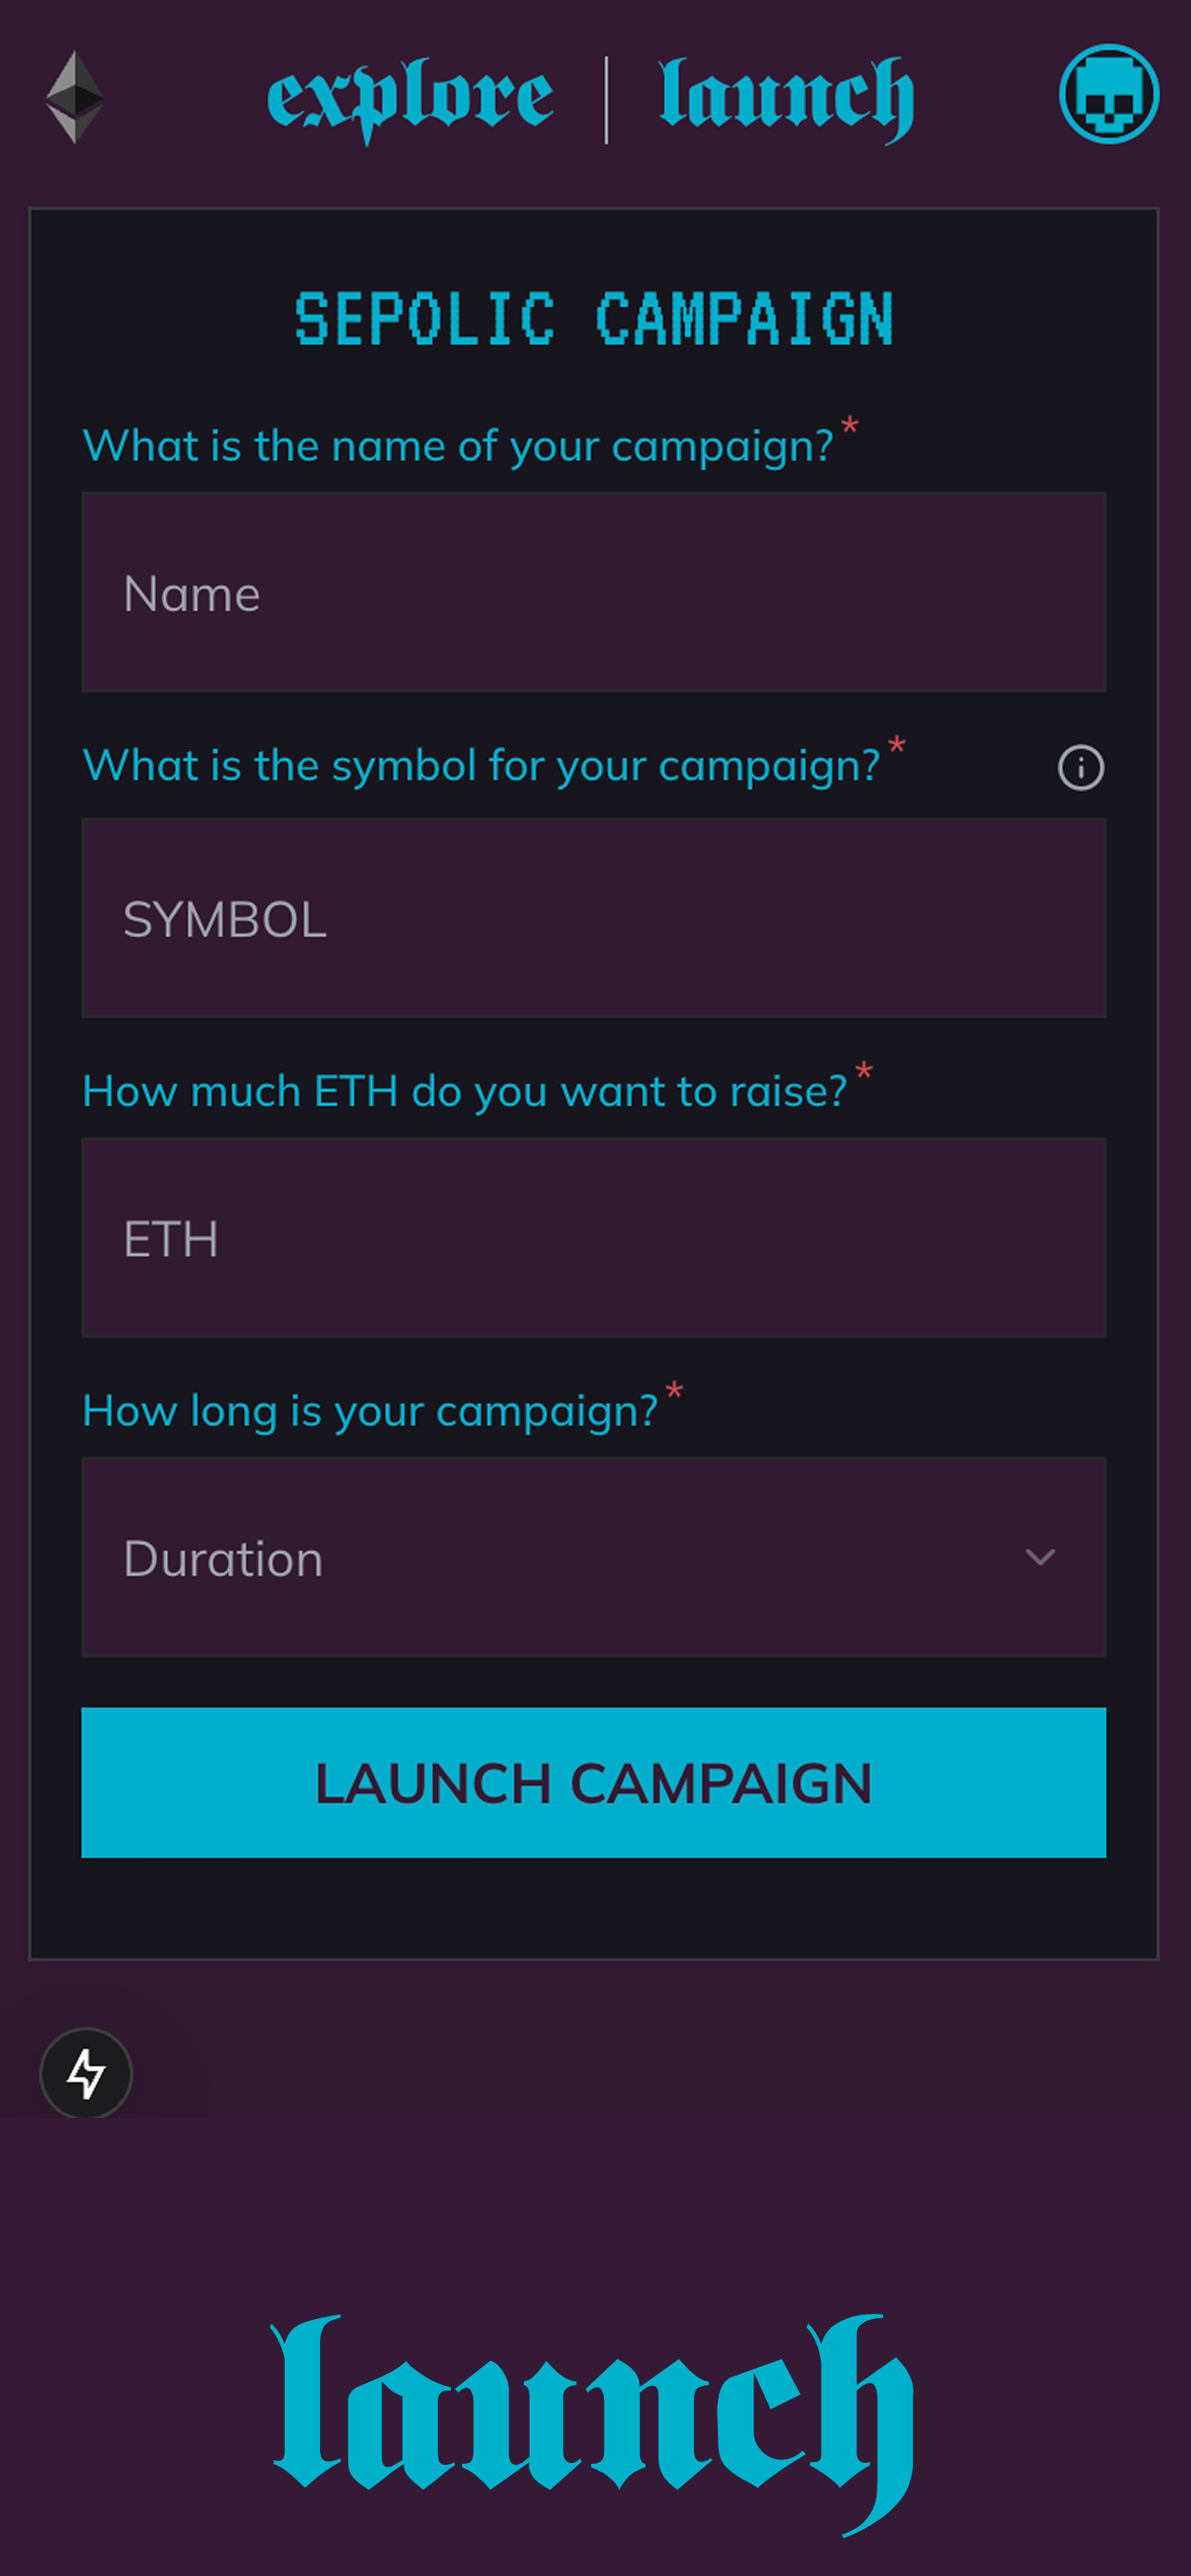 explore | launch
SEPOLIC CAMPAIGN
What is the name of your campaign?*
Name
What is the symbol for your campaign?*
SYMBOL
How much ETH do you want to raise?*
ETH
How long is your campaign?*
Duration
LAUNCH CAMPAIGN
launch